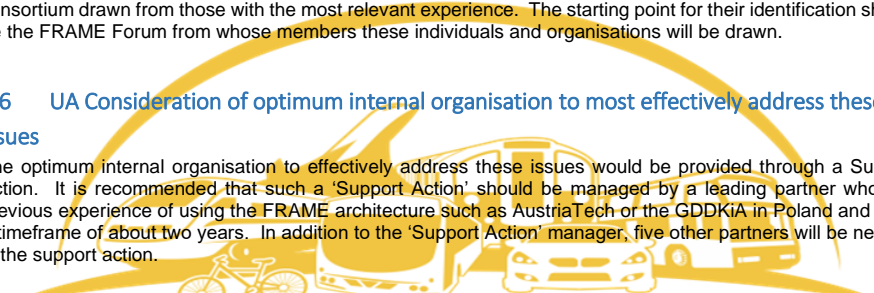 nsortium drawn from those with the most relevant experience. The starting point for their identification sh
the FRAME Forum from whose members these individuals and organisations will be drawn.
6 UA Consideration of optimum internal organisation to most effectively address these
sues
e optimum internal organisation to effectively address these issues would be provided through a Su
ction. It is recommended that such a ‘Support Action’ should be managed by a leading partner who
evious experience of using the FRAME architecture such as AustriaTech or the GDDKiA in Poland and
timeframe of about two years. In addition to the ‘Support Action’ manager, five other partners will be ne
the support action.